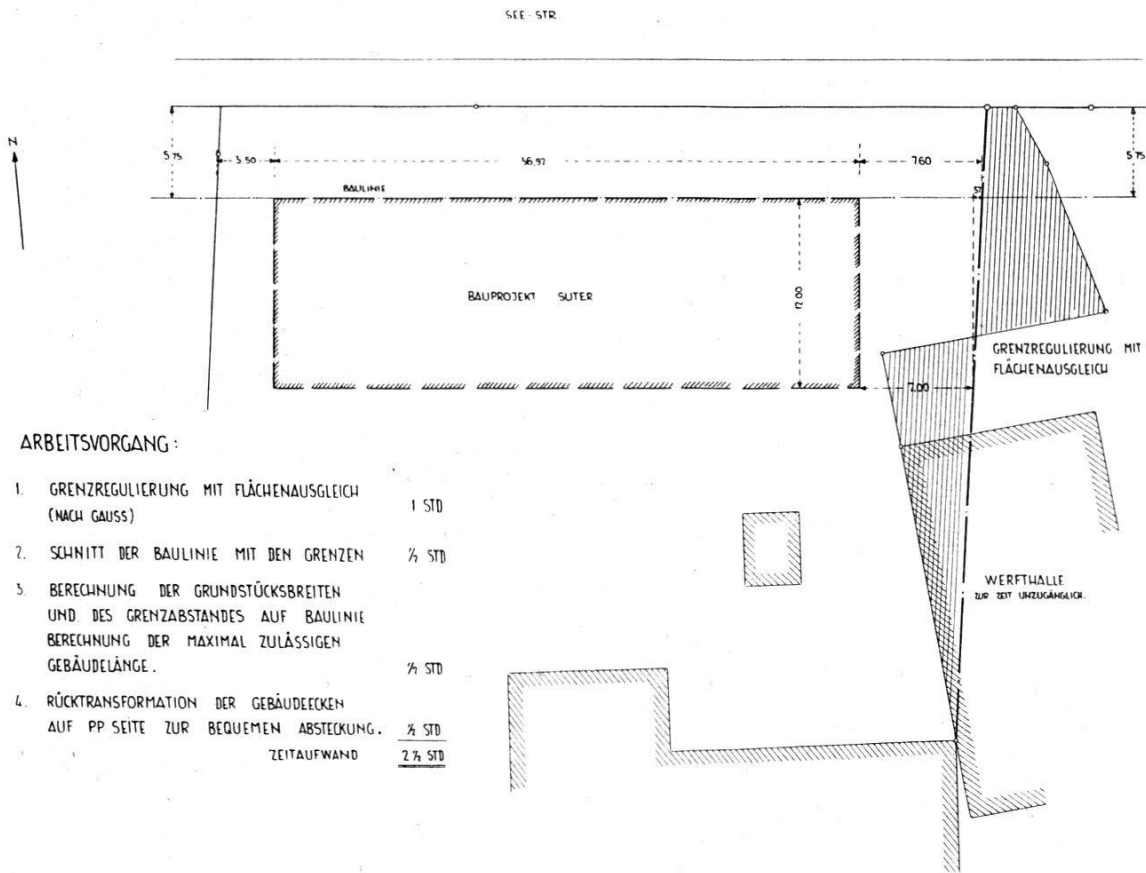 SEE-STR.
N
5.75
3.50
36.92
7.60
5.75
BAULINIE
BAUPROJEKT SUTER
12.00
GRENZREGULIERUNG MIT
FLÄCHENAUSGLEICH
7.00
ARBEITSVORGANG:
1. GRENZREGULIERUNG MIT FLÄCHENAUSGLEICH
(NACH GAUSS) 1 STD
2. SCHNITT DER BAULINIE MIT DEN GRENZEN ½ STD
3. BERECHNUNG DER GRUNDSTÜCKSBREITEN
UND DES GRENZABSTANDES AUF BAULINIE
BERECHNUNG DER MAXIMAL ZULÄSSIGEN
GEBÄUDELÄNGE. ½ STD
4. RÜCKTRANSFORMATION DER GEBÄUDEECKEN
AUF PP SEITE ZUR BEQUEMEN ABSTECKUNG. ½ STD
ZEITAUFWAND 2 ½ STD
WERFTHALLE
ZUR ZEIT UNZUGÄNGLICH.